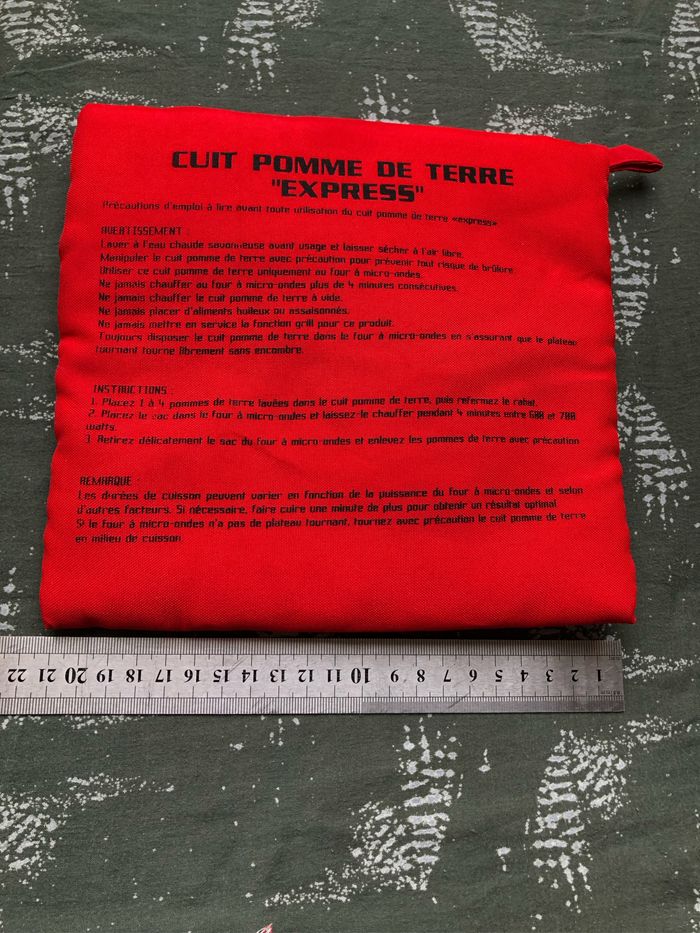 CUIT POMME DE TERRE
"EXPRESS"
Précautions d'emploi à lire avant toute utilisation du cuit pomme de terre «express»
AVERTISSEMENT :
Laver à l'eau chaude savonneuse avant usage et laisser sécher à l'air libre.
Manipuler le cuit pomme de terre avec précaution pour prévenir tout risque de brûlure.
Utiliser ce cuit pomme de terre uniquement au four à micro-ondes.
Ne jamais chauffer au four à micro-ondes plus de 4 minutes consécutives.
Ne jamais chauffer le cuit pomme de terre à vide.
Ne jamais placer d'aliments huileux ou assaisonnés.
Ne jamais mettre en service la fonction grill pour ce produit.
Toujours disposer le cuit pomme de terre dans le four à micro-ondes en s'assurant que le plateau
tournant tourne librement sans encombre.
INSTRUCTIONS :
1. Placez 1 à 4 pommes de terre lavées dans le cuit pomme de terre, puis refermez le rabat.
2. Placez le sac dans le four à micro-ondes et laissez-le chauffer pendant 4 minutes entre 600 et 700
watts.
3. Retirez délicatement le sac du four à micro-ondes et enlevez les pommes de terre avec précaution
REMARQUE :
Les durées de cuisson peuvent varier en fonction de la puissance du four à micro-ondes et selon
d'autres facteurs. Si nécessaire, faire cuire une minute de plus pour obtenir un résultat optimal.
Si le four à micro-ondes n'a pas de plateau tournant, tournez avec précaution le cuit pomme de terre
en milieu de cuisson.
1 2 3 4 5 6 7 8 9 10 11 12 13 14 15 16 17 18 19 20 21 22